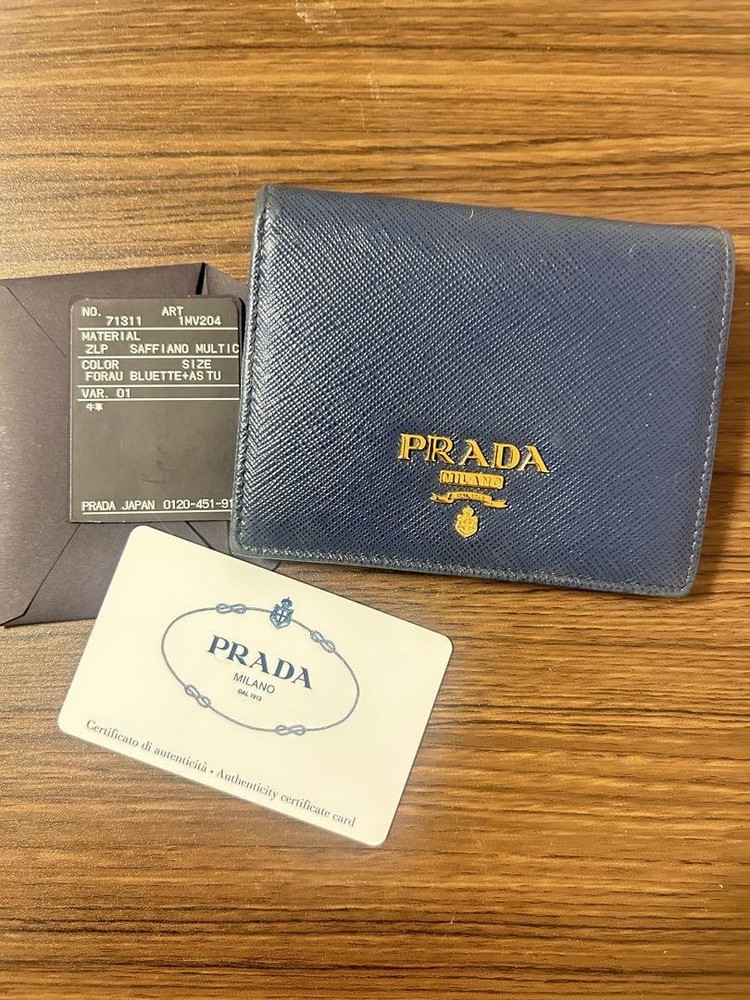 NO. ART
71311 1MV204
MATERIAL
ZLP SAFFIANO MULTIC
COLOR SIZE
FORAU BLUETTE+ASTU
VAR. 01
牛革
PRADA JAPAN 0120-451-91
PRADA
MILANO
PRADA
MILANO
DAL 1913
Certificato di autenticità • Authenticity certificate card